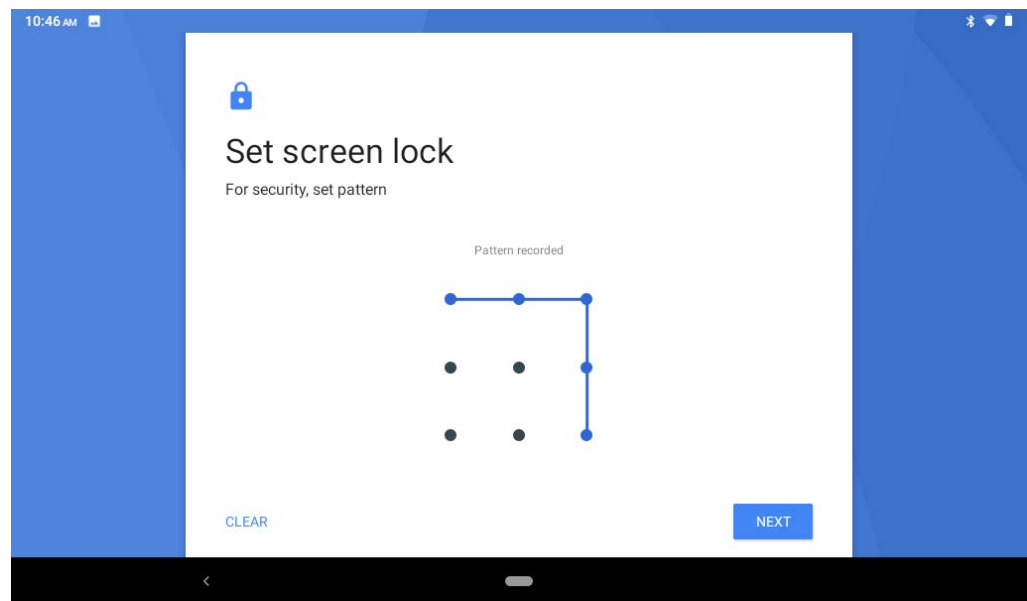 10:46 AM
Set screen lock
For security, set pattern
Pattern recorded
CLEAR
NEXT